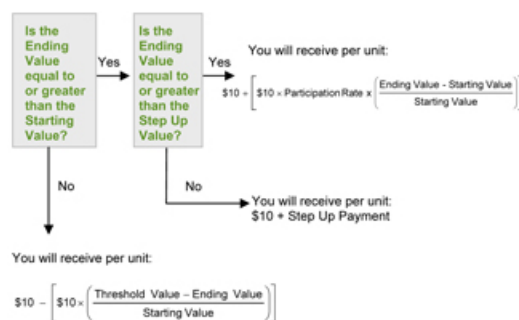 Is the
Ending
Value
equal to
or greater
than the
Starting
Value?
Yes
Is the
Ending
Value
equal to
or greater
than the
Step Up
Value?
Yes
You will receive per unit:
$10 + [$10 × Participation Rate x (Ending Value - Starting Value
Starting Value)
No
No
You will receive per unit:
$10 + Step Up Payment
You will receive per unit:
$10 − [$10 × (Threshold Value – Ending Value
Starting Value)]